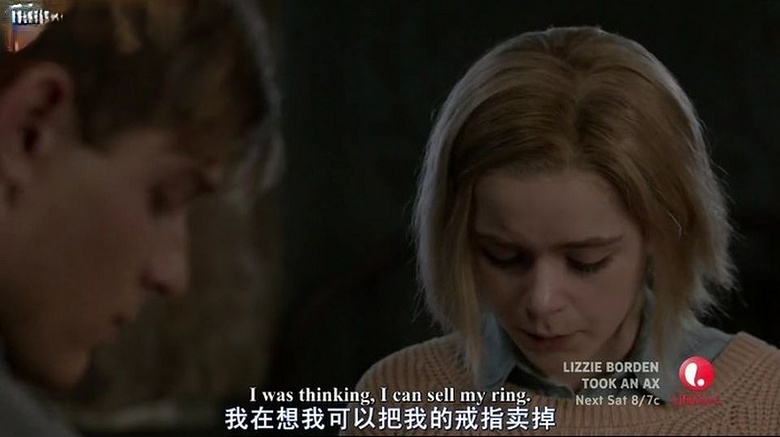 LIZZIE BORDEN
TOOK AN AX
Next Sat 8/7c
I was thinking, I can sell my ring.
我在想我可以把我的戒指卖掉